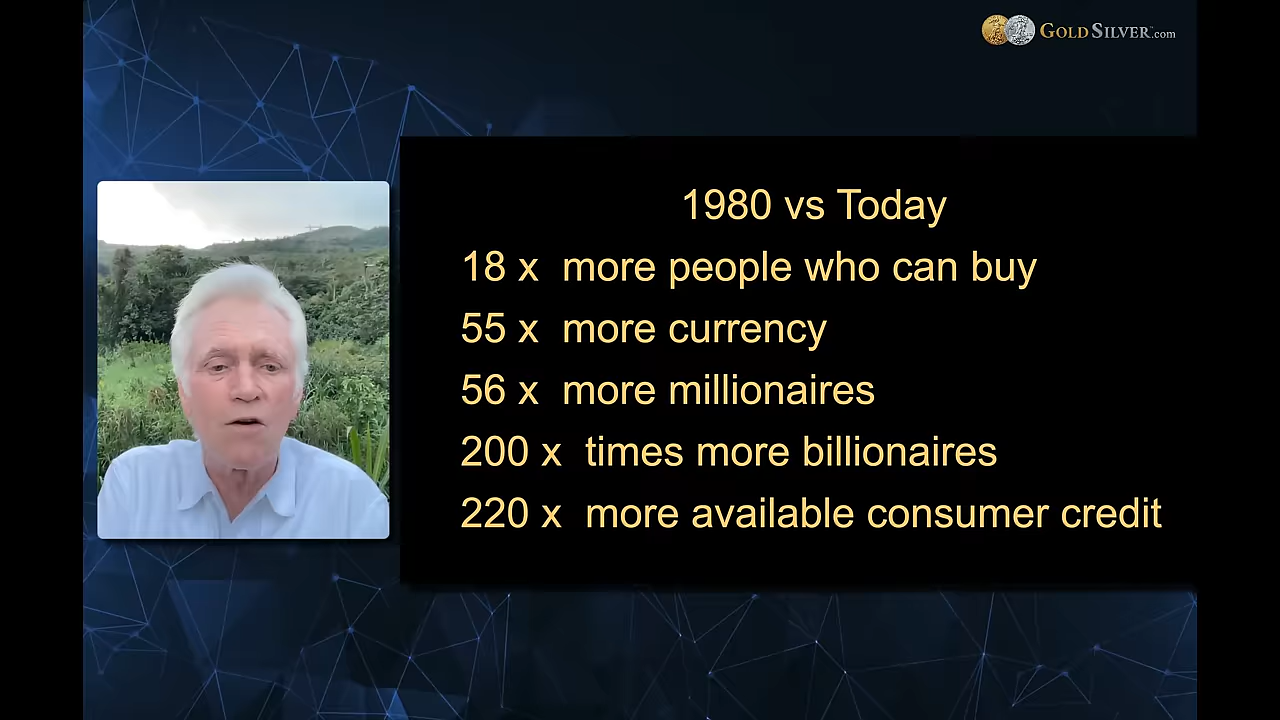 GOLDSILVER.com
1980 vs Today
18 x more people who can buy
55 x more currency
56 x more millionaires
200 x times more billionaires
220 x more available consumer credit